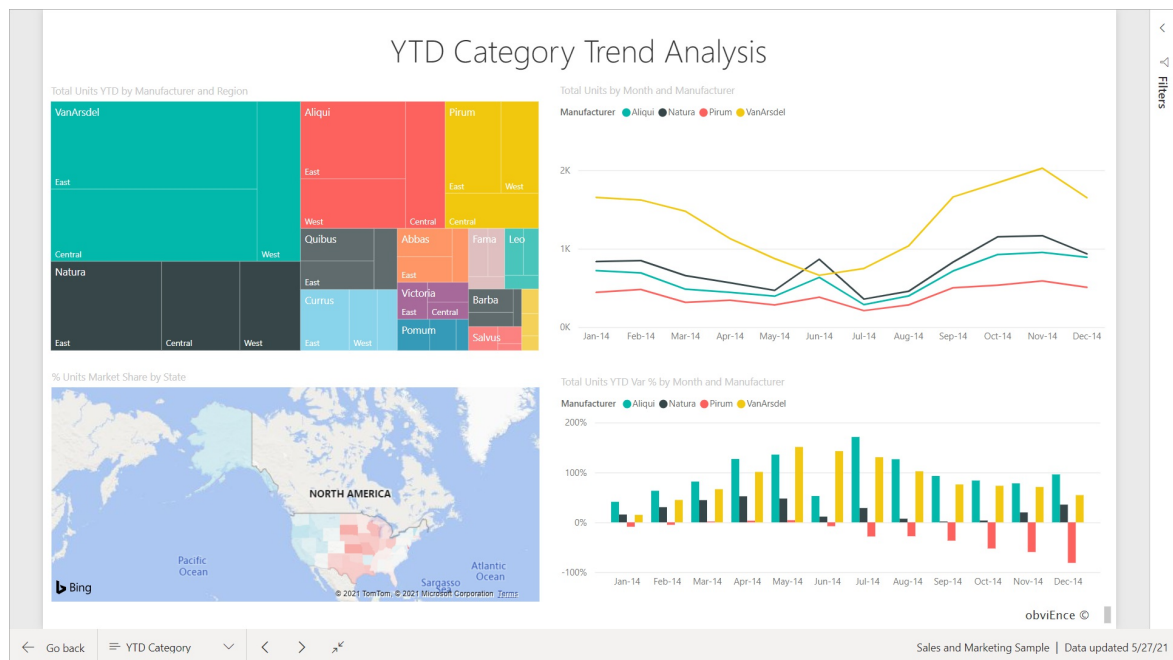 YTD Category Trend Analysis
Total Units YTD by Manufacturer and Region
VanArsdel
East
Central
West
Natura
East
Central
West
Aliqui
East
West
Central
Pirum
East
West
Central
Quibus
East
Currus
East
West
Abbas
East
Victoria
East
Central
Pomum
Fama
Leo
Barba
Salvus
Total Units by Month and Manufacturer
Manufacturer Aliqui Natura Pirum VanArsdel
2K
1K
0K
Jan-14 Feb-14 Mar-14 Apr-14 May-14 Jun-14 Jul-14 Aug-14 Sep-14 Oct-14 Nov-14 Dec-14
% Units Market Share by State
NORTH AMERICA
Pacific
Ocean
Atlantic
Ocean
Sargasso
Sea
Bing
© 2021 TomTom, © 2021 Microsoft Corporation Terms
Total Units YTD Var % by Month and Manufacturer
Manufacturer Aliqui Natura Pirum VanArsdel
200%
100%
0%
-100%
Jan-14 Feb-14 Mar-14 Apr-14 May-14 Jun-14 Jul-14 Aug-14 Sep-14 Oct-14 Nov-14 Dec-14
obviEnce ©
Filters
Go back
YTD Category
Sales and Marketing Sample | Data updated 5/27/21